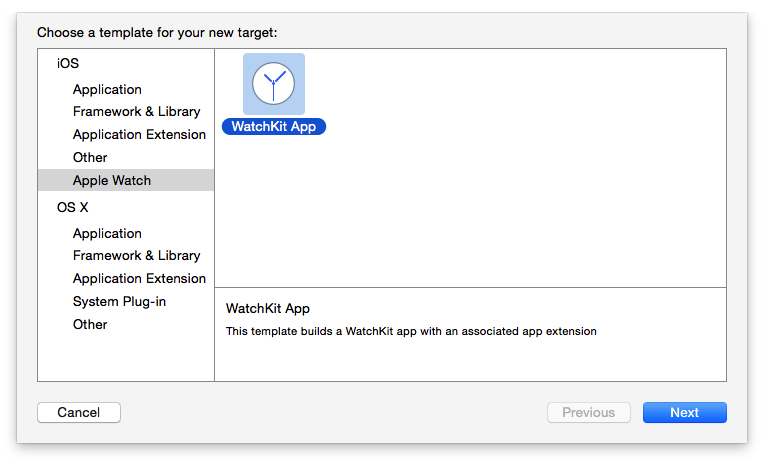 Choose a template for your new target:
iOS
Application
Framework & Library
Application Extension
Other
Apple Watch
OS X
Application
Framework & Library
Application Extension
System Plug-in
Other
WatchKit App
WatchKit App
This template builds a WatchKit app with an associated app extension
Cancel
Previous
Next